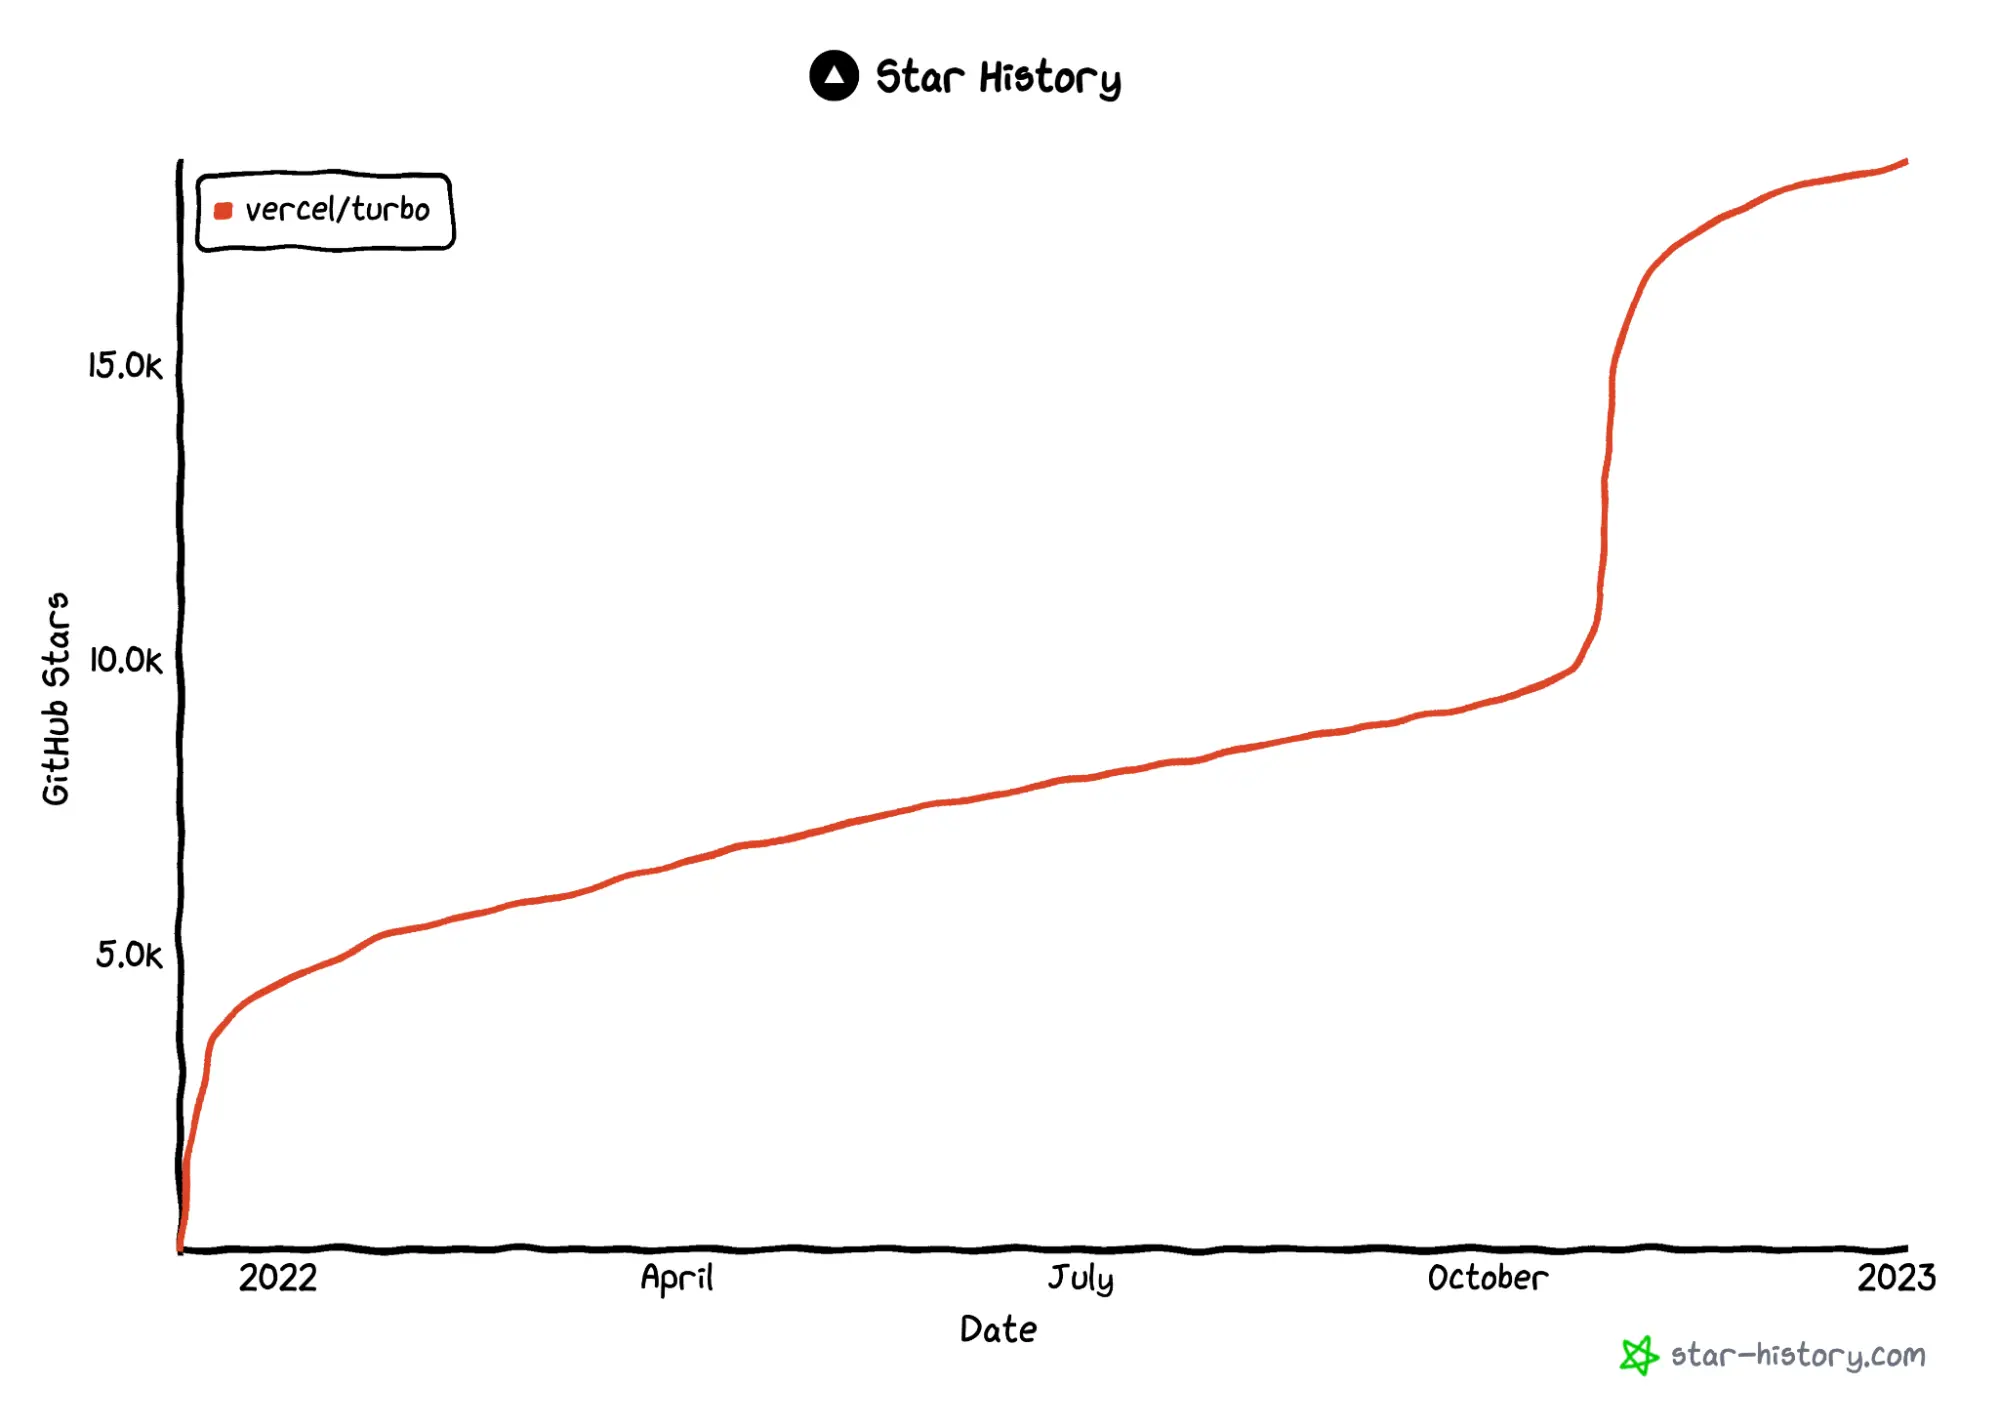 Star History
vercel/turbo
15.0K
10.0K
5.0K
GitHub Stars
2022
April
July
October
2023
Date
star-history.com